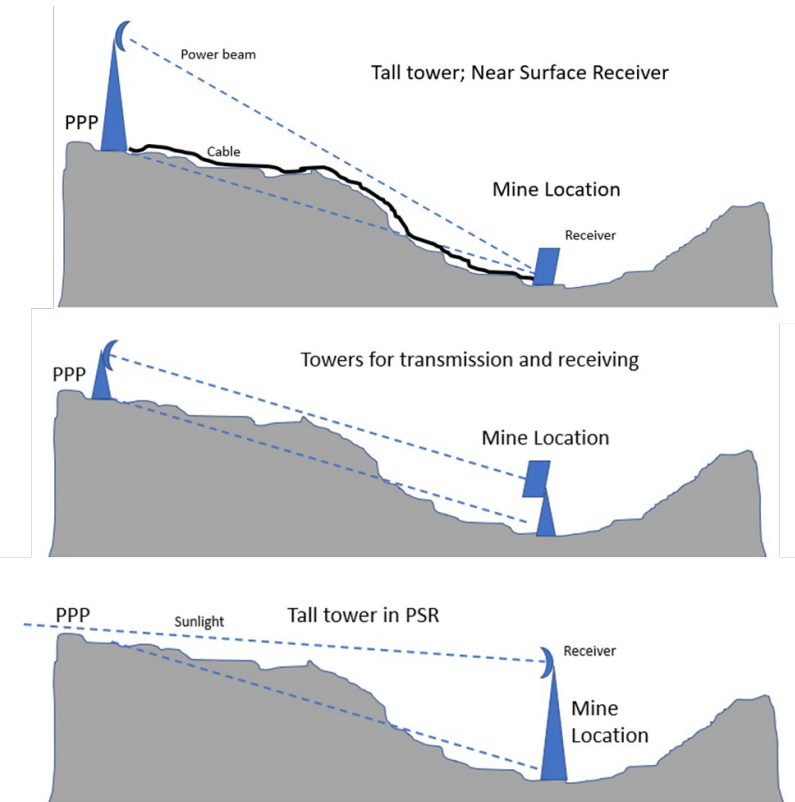 Power beam
Tall tower; Near Surface Receiver
PPP
Cable
Mine Location
Receiver
Towers for transmission and receiving
PPP
Mine Location
PPP
Sunlight
Tall tower in PSR
Receiver
Mine
Location